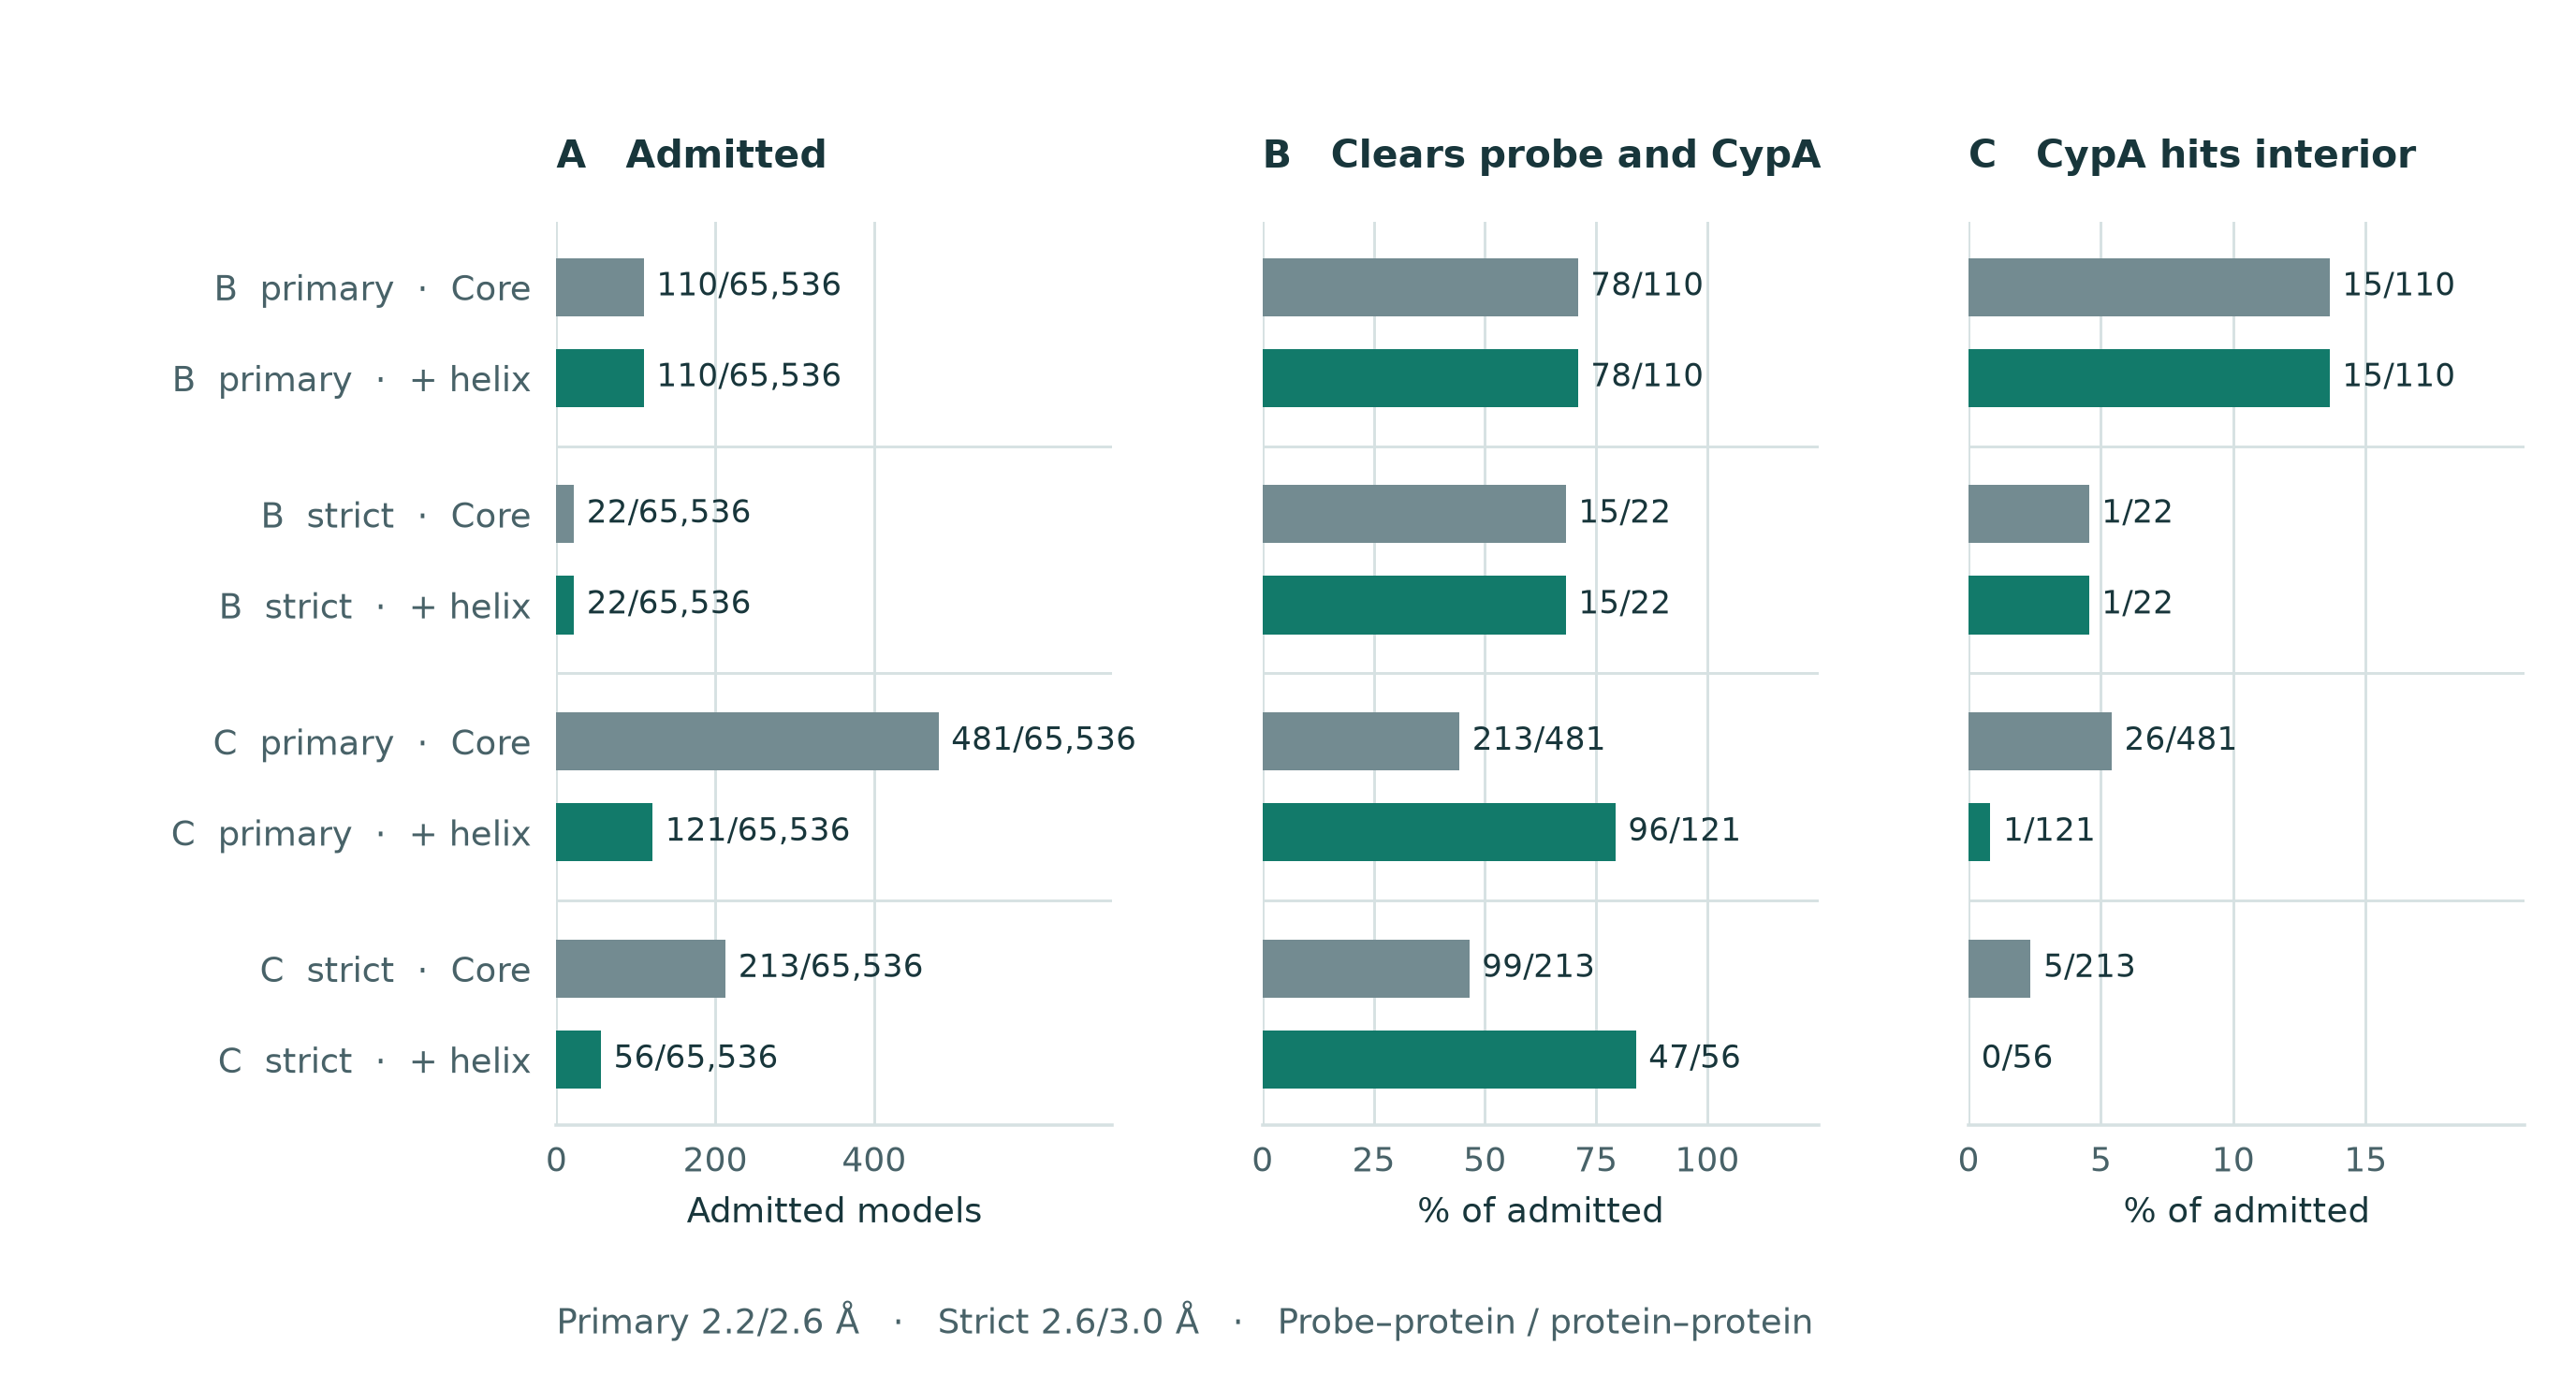 A Admitted
B Clears probe and CypA
C CypA hits interior
B primary · Core
110/65,536
78/110
15/110
B primary · + helix
110/65,536
78/110
15/110
B strict · Core
22/65,536
15/22
1/22
B strict · + helix
22/65,536
15/22
1/22
C primary · Core
481/65,536
213/481
26/481
C primary · + helix
121/65,536
96/121
1/121
C strict · Core
213/65,536
99/213
5/213
C strict · + helix
56/65,536
47/56
0/56
0 200 400
0 25 50 75 100
0 5 10 15
Admitted models
% of admitted
% of admitted
Primary 2.2/2.6 Å · Strict 2.6/3.0 Å · Probe–protein / protein–protein